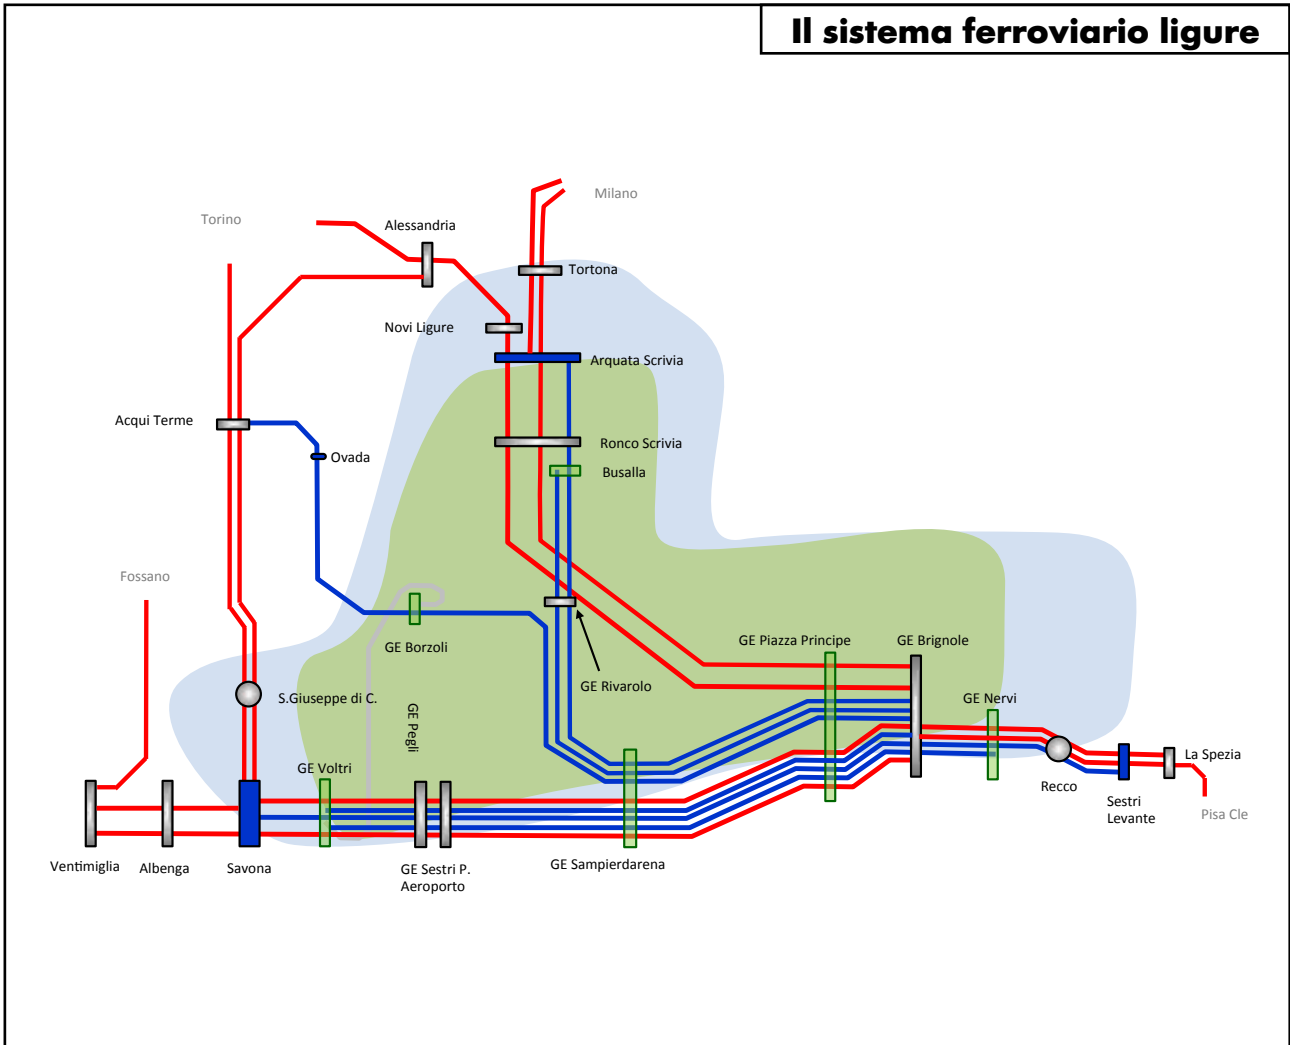 Il sistema ferroviario ligure
Milano
Torino
Alessandria
Tortona
Novi Ligure
Arquata Scrivia
Acqui Terme
Ronco Scrivia
Ovada
Busalla
Fossano
GE Piazza Principe
GE Brignole
GE Borzoli
GE Rivarolo
S.Giuseppe di C.
GE Nervi
GE Pegli
GE Voltri
La Spezia
Recco
Sestri
Levante
Pisa Cle
Ventimiglia
Albenga
Savona
GE Sestri P.
Aeroporto
GE Sampierdarena